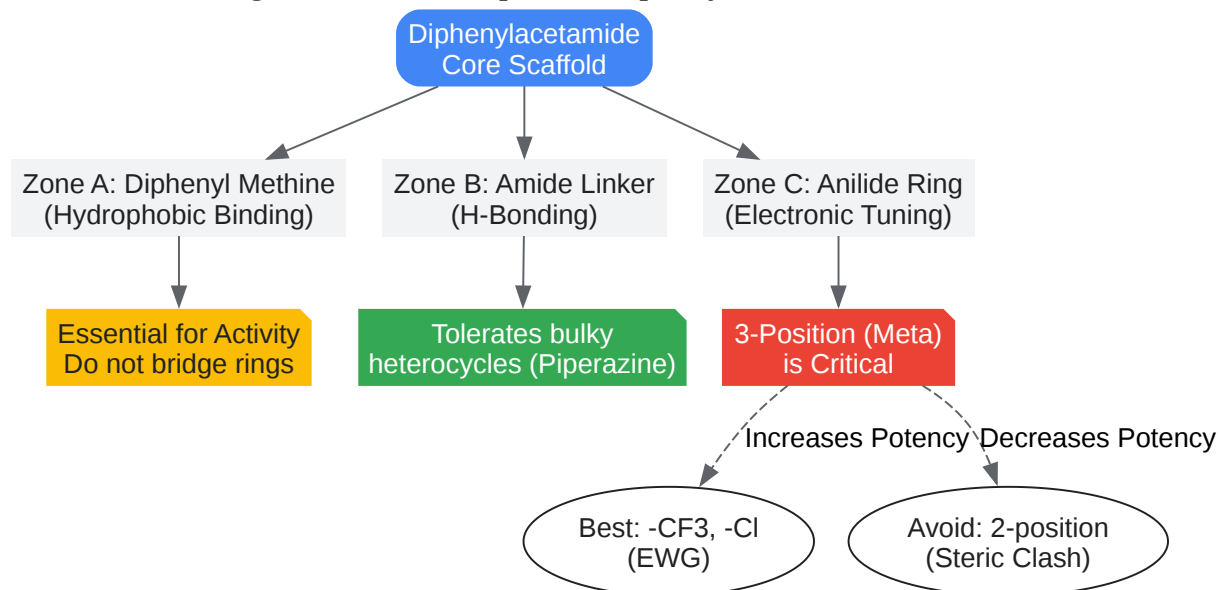 Diphenylacetamide
Core Scaffold
Zone A: Diphenyl Methine
(Hydrophobic Binding)
Zone B: Amide Linker
(H-Bonding)
Zone C: Anilide Ring
(Electronic Tuning)
Essential for Activity
Do not bridge rings
Tolerates bulky
heterocycles (Piperazine)
3-Position (Meta)
is Critical
Increases Potency
Decreases Potency
Best: -CF3, -Cl
(EWG)
Avoid: 2-position
(Steric Clash)